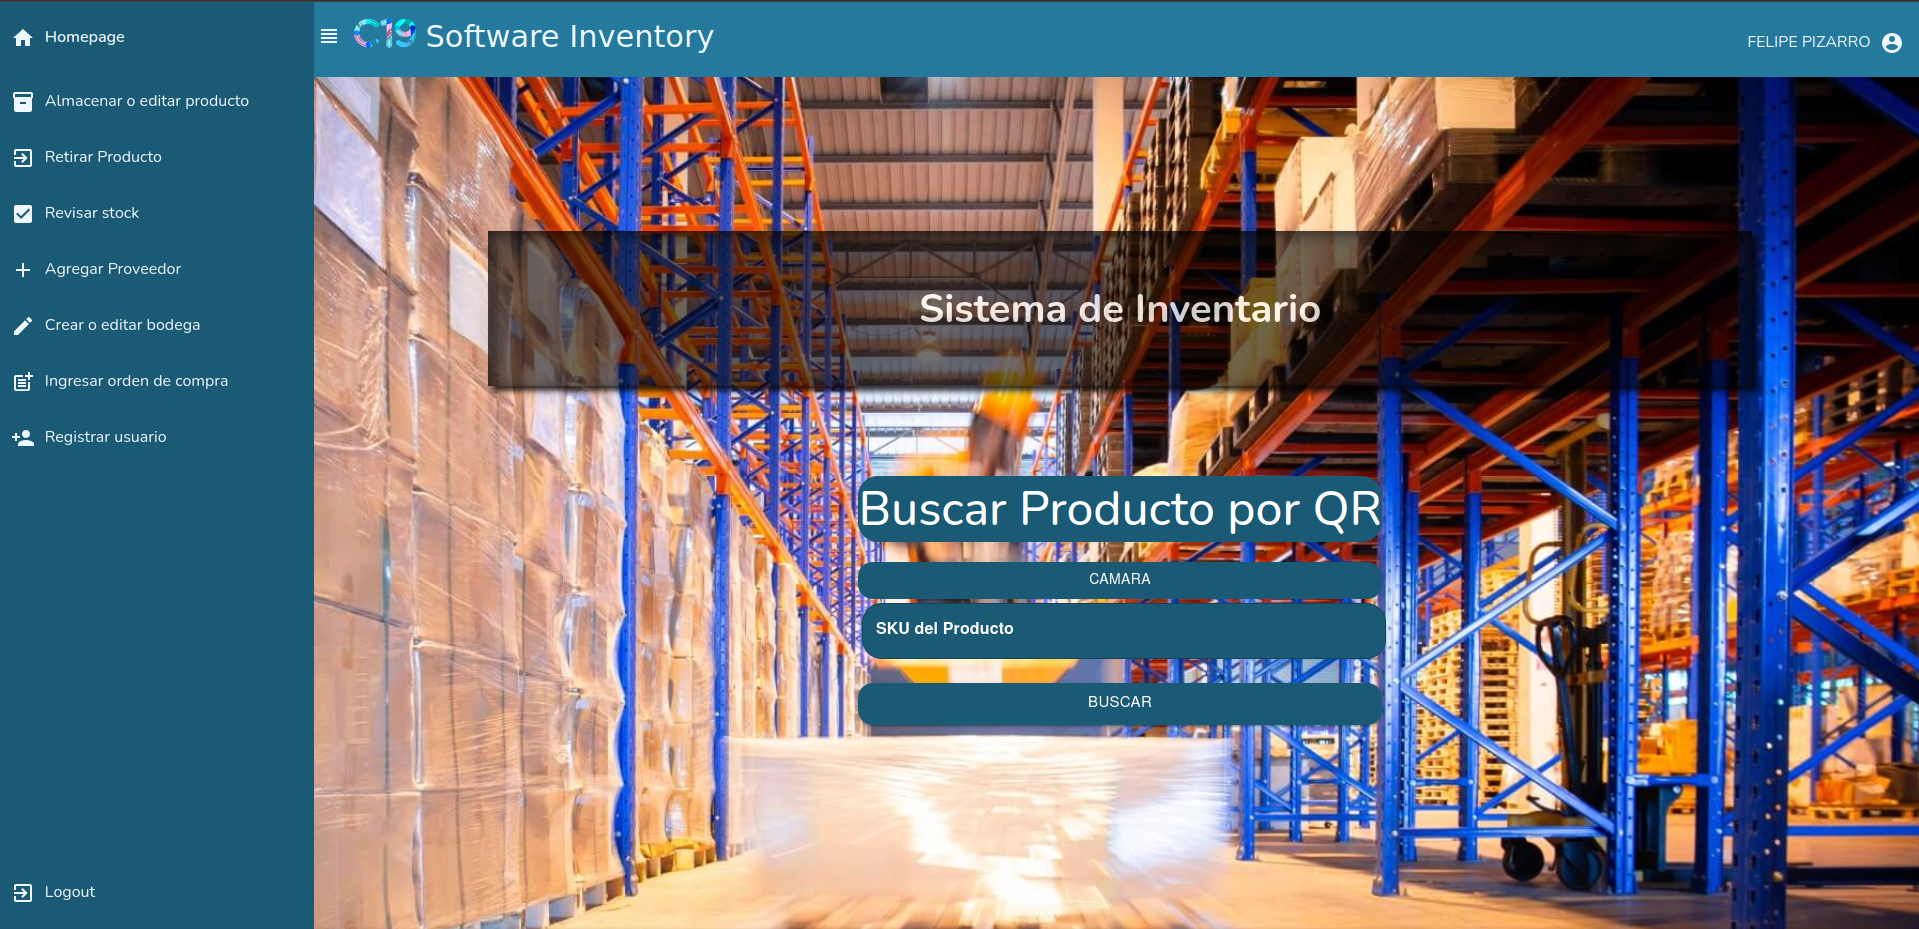 Homepage
Almacenar o editar producto
Retirar Producto
Revisar stock
Agregar Proveedor
Crear o editar bodega
Ingresar orden de compra
Registrar usuario
Logout
C19 Software Inventory
FELIPE PIZARRO
Sistema de Inventario
Buscar Producto por QR
CAMARA
SKU del Producto
BUSCAR